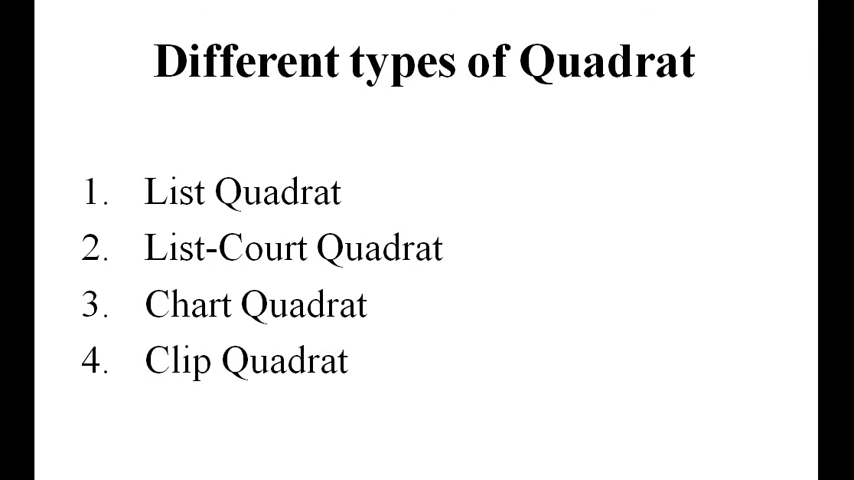 Different types of Quadrat
1. List Quadrat
2. List-Court Quadrat
3. Chart Quadrat
4. Clip Quadrat